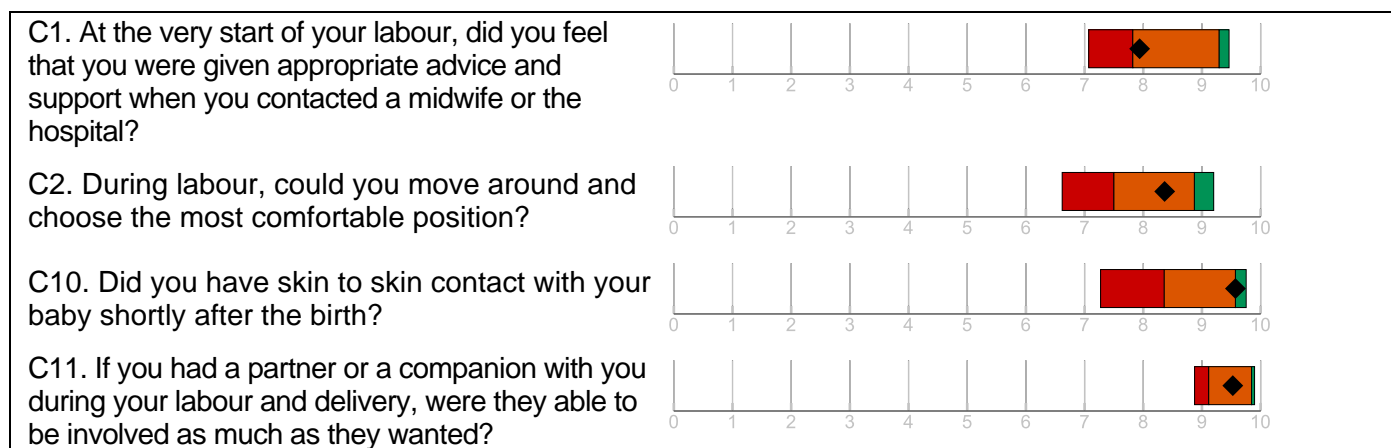 C1. At the very start of your labour, did you feel
that you were given appropriate advice and
support when you contacted a midwife or the
hospital?
0 1 2 3 4 5 6 7 8 9 10
C2. During labour, could you move around and
choose the most comfortable position?
0 1 2 3 4 5 6 7 8 9 10
C10. Did you have skin to skin contact with your
baby shortly after the birth?
0 1 2 3 4 5 6 7 8 9 10
C11. If you had a partner or a companion with you
during your labour and delivery, were they able to
be involved as much as they wanted?
0 1 2 3 4 5 6 7 8 9 10